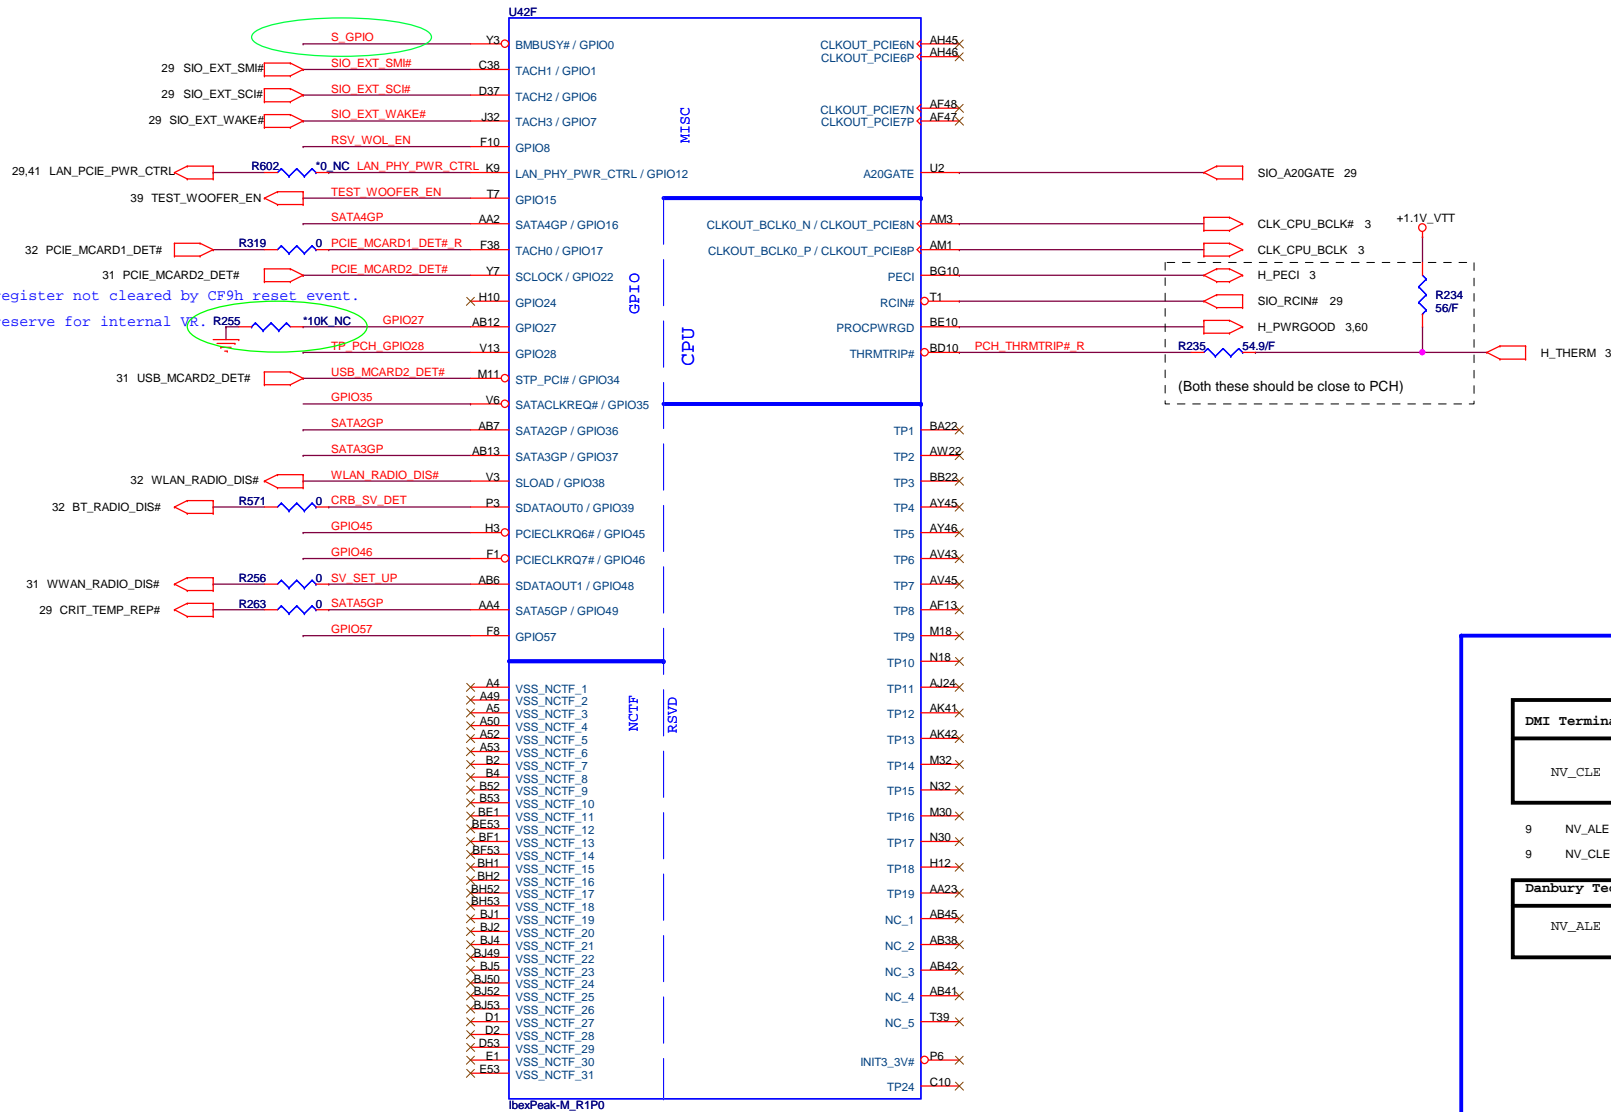 U42F
S_GPIO Y3 BMBUSY# / GPIO0 CLKOUT_PCIE6N AH45
CLKOUT_PCIE6P AH46
29 SIO_EXT_SMI# SIO_EXT_SMI# C38 TACH1 / GPIO1
29 SIO_EXT_SCI# SIO_EXT_SCI# D37 TACH2 / GPIO6
CLKOUT_PCIE7N AF48
29 SIO_EXT_WAKE# SIO_EXT_WAKE# J32 TACH3 / GPIO7 CLKOUT_PCIE7P AF47
MISC
RSV_WOL_EN F10 GPIO8
29,41 LAN_PCIE_PWR_CTRL R602 *0_NC LAN_PHY_PWR_CTRL K9 LAN_PHY_PWR_CTRL / GPIO12 A20GATE U2 SIO_A20GATE 29
39 TEST_WOOFER_EN TEST_WOOFER_EN T7 GPIO15
SATA4GP AA2 SATA4GP / GPIO16 CLKOUT_BCLK0_N / CLKOUT_PCIE8N AM3 CLK_CPU_BCLK# 3 +1.1V_VTT
32 PCIE_MCARD1_DET# R319 0 PCIE_MCARD1_DET#_R F38 TACH0 / GPIO17 CLKOUT_BCLK0_P / CLKOUT_PCIE8P AM1 CLK_CPU_BCLK 3
31 PCIE_MCARD2_DET# PCIE_MCARD2_DET# Y7 SCLOCK / GPIO22 PECI BG10 H_PECI 3
register not cleared by CF9h reset event. H10 GPIO24 GPIO RCIN# T1 SIO_RCIN# 29 R234 56/F
reserve for internal VR. R255 *10K_NC GPIO27 AB12 GPIO27 PROCPWRGD BE10 H_PWRGOOD 3,60
TP_PCH_GPIO28 V13 GPIO28 CPU THRMTRIP# BD10 PCH_THRMTRIP#_R R235 54.9/F H_THERM 3
31 USB_MCARD2_DET# USB_MCARD2_DET# M11 STP_PCI# / GPIO34 (Both these should be close to PCH)
GPIO35 V6 SATACLKREQ# / GPIO35
SATA2GP AB7 SATA2GP / GPIO36 TP1 BA22
SATA3GP AB13 SATA3GP / GPIO37 TP2 AW22
32 WLAN_RADIO_DIS# WLAN_RADIO_DIS# V3 SLOAD / GPIO38 TP3 BB22
32 BT_RADIO_DIS# R571 0 CRB_SV_DET P3 SDATAOUT0 / GPIO39 TP4 AY45
GPIO45 H3 PCIECLKRQ6# / GPIO45 TP5 AY46
GPIO46 F1 PCIECLKRQ7# / GPIO46 TP6 AV43
31 WWAN_RADIO_DIS# R256 0 SV_SET_UP AB6 SDATAOUT1 / GPIO48 TP7 AV45
29 CRIT_TEMP_REP# R263 0 SATA5GP AA4 SATA5GP / GPIO49 TP8 AF13
GPIO57 F8 GPIO57 TP9 M18
TP10 N18
A4 VSS_NCTF_1 TP11 AJ24
A49 VSS_NCTF_2
A5 VSS_NCTF_3 NCTF RSVD TP12 AK41
A50 VSS_NCTF_4
A52 VSS_NCTF_5 TP13 AK42
A53 VSS_NCTF_6
B2 VSS_NCTF_7 TP14 M32
B4 VSS_NCTF_8
B52 VSS_NCTF_9 TP15 N32
B53 VSS_NCTF_10
BE1 VSS_NCTF_11 TP16 M30
BE53 VSS_NCTF_12
BF1 VSS_NCTF_13 TP17 N30
BF53 VSS_NCTF_14
BH1 VSS_NCTF_15 TP18 H12
BH2 VSS_NCTF_16
BH52 VSS_NCTF_17 TP19 AA23
BH53 VSS_NCTF_18
BJ1 VSS_NCTF_19 NC_1 AB45
BJ2 VSS_NCTF_20
BJ4 VSS_NCTF_21 NC_2 AB38
BJ49 VSS_NCTF_22
BJ5 VSS_NCTF_23 NC_3 AB42
BJ50 VSS_NCTF_24
BJ52 VSS_NCTF_25 NC_4 AB41
BJ53 VSS_NCTF_26
D1 VSS_NCTF_27 NC_5 T39
D2 VSS_NCTF_28
D53 VSS_NCTF_29
E1 VSS_NCTF_30 INIT3_3V# P6
E53 VSS_NCTF_31
TP24 C10
IbexPeak-M_R1P0
DMI Termina
NV_CLE
9 NV_ALE
9 NV_CLE
Danbury Tec
NV_ALE